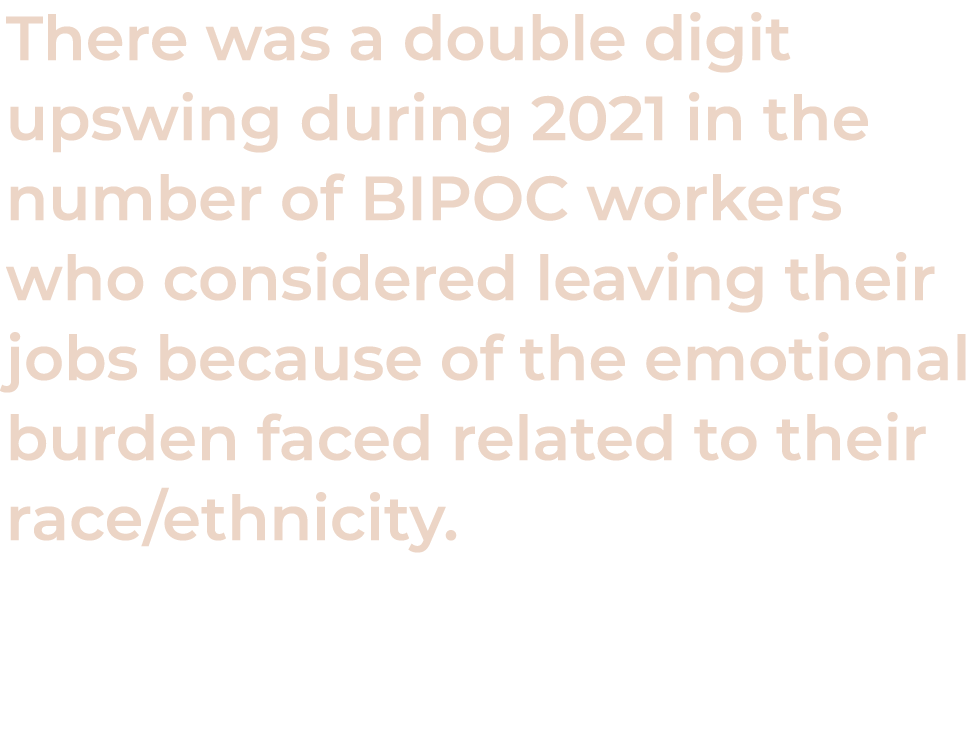 There was a double digit
upswing during 2021 in the
number of BIPOC workers
who considered leaving their
jobs because of the emotional
burden faced related to their
race/ethnicity.